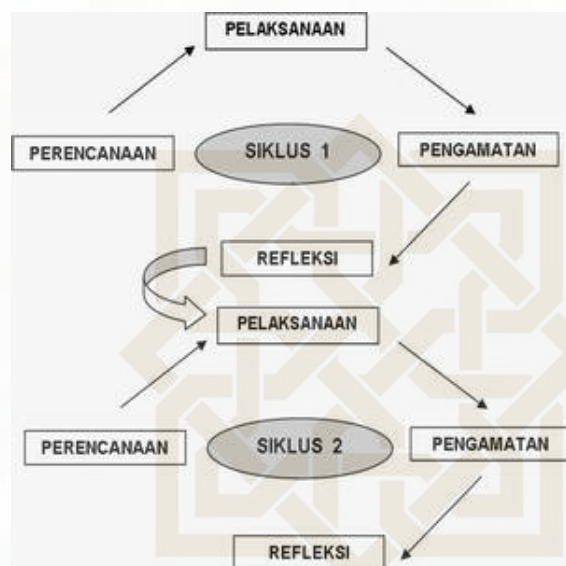 PELAKSANAAN
PERENCANAAN
SIKLUS 1
PENGAMATAN
REFLEKSI
PELAKSANAAN
PERENCANAAN
SIKLUS 2
PENGAMATAN
REFLEKSI